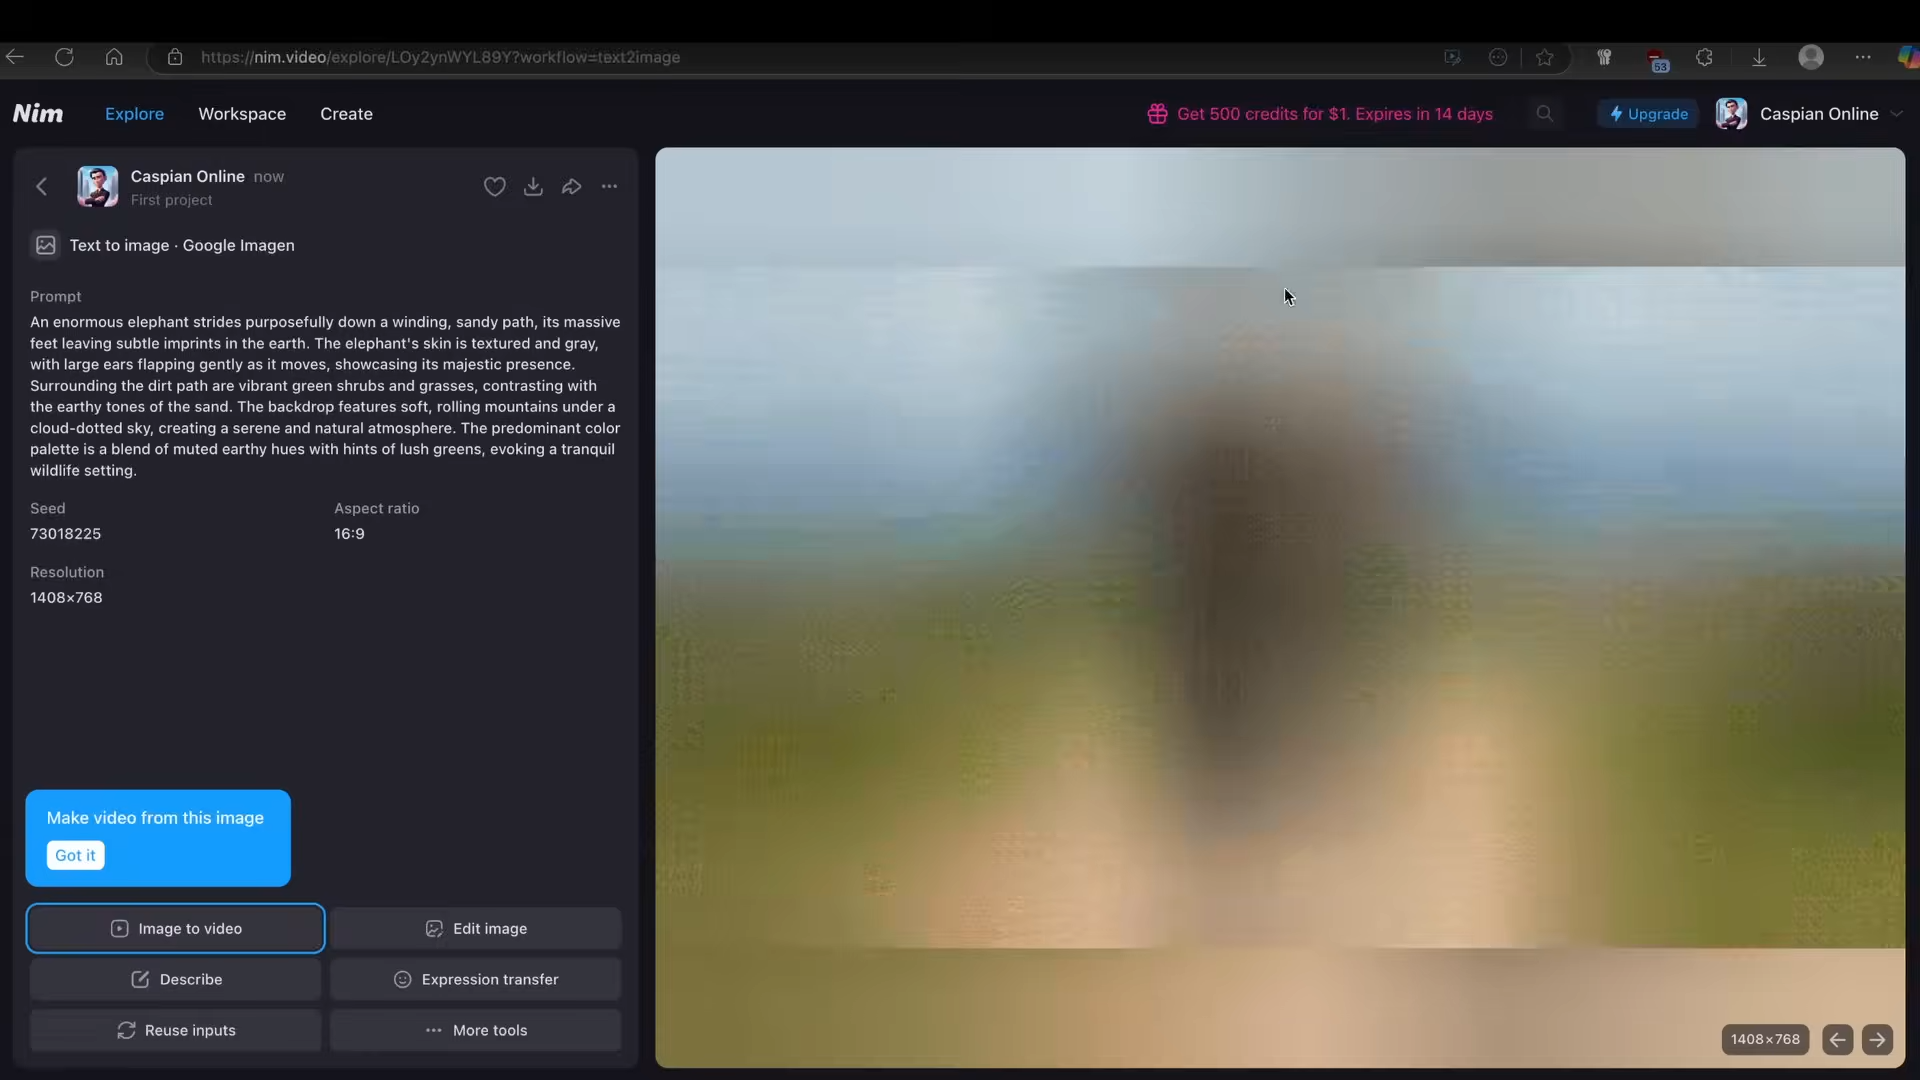 https://nim.video/explore/LOy2ynWYL89Y?workflow=text2image
53
Nim
Explore
Workspace
Create
Get 500 credits for $1. Expires in 14 days
Upgrade
Caspian Online
Caspian Online now
First project
Text to image · Google Imagen
Prompt
An enormous elephant strides purposefully down a winding, sandy path, its massive
feet leaving subtle imprints in the earth. The elephant's skin is textured and gray,
with large ears flapping gently as it moves, showcasing its majestic presence.
Surrounding the dirt path are vibrant green shrubs and grasses, contrasting with
the earthy tones of the sand. The backdrop features soft, rolling mountains under a
cloud-dotted sky, creating a serene and natural atmosphere. The predominant color
palette is a blend of muted earthy hues with hints of lush greens, evoking a tranquil
wildlife setting.
Seed
Aspect ratio
73018225
16:9
Resolution
1408×768
Make video from this image
Got it
Image to video
Edit image
Describe
Expression transfer
Reuse inputs
More tools
1408×768